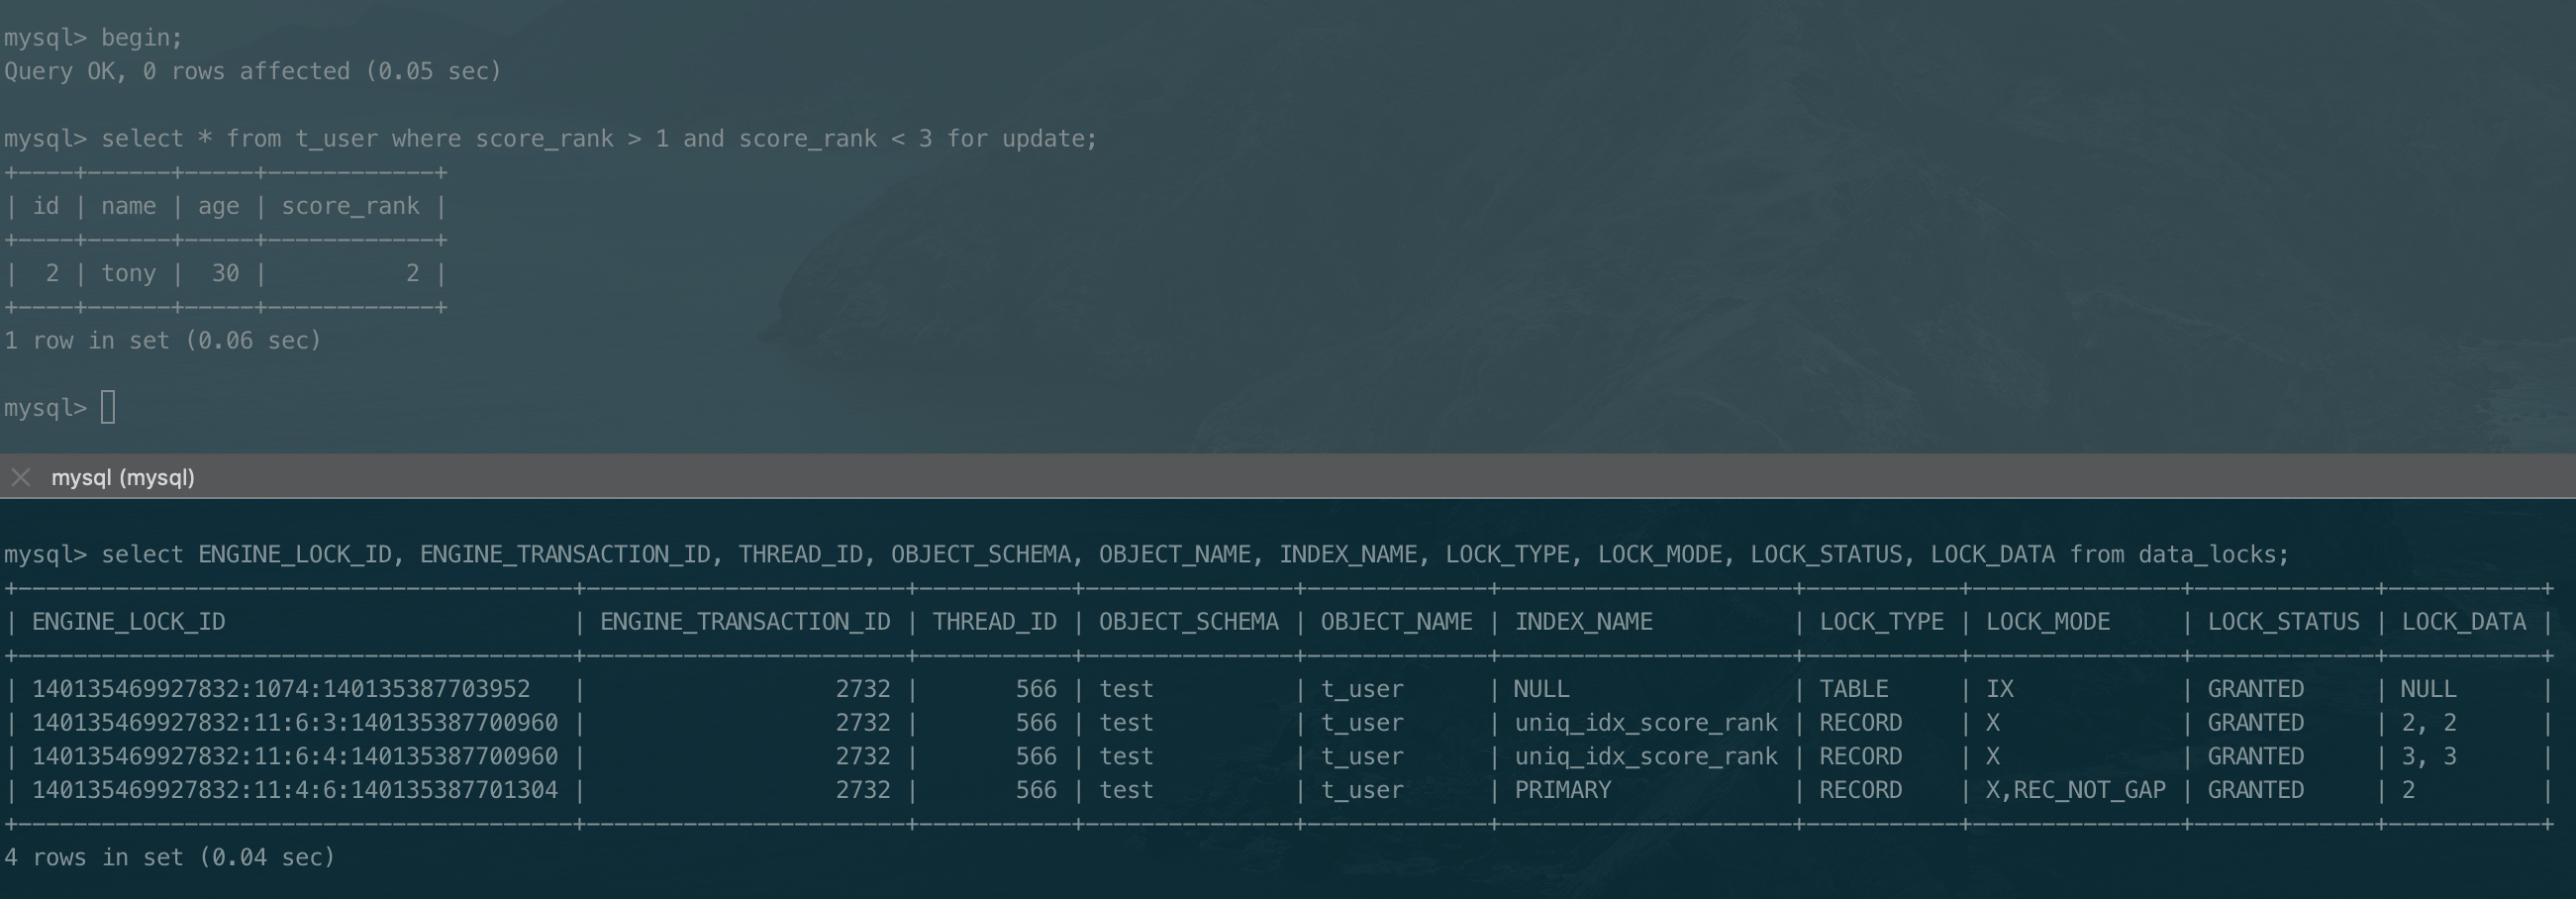 mysql> begin;
Query OK, 0 rows affected (0.05 sec)
mysql> select * from t_user where score_rank > 1 and score_rank < 3 for update;
+----+------+-----+------------+
| id | name | age | score_rank |
+----+------+-----+------------+
|  2 | tony |  30 |          2 |
+----+------+-----+------------+
1 row in set (0.06 sec)
mysql>
mysql (mysql)
mysql> select ENGINE_LOCK_ID, ENGINE_TRANSACTION_ID, THREAD_ID, OBJECT_SCHEMA, OBJECT_NAME, INDEX_NAME, LOCK_TYPE, LOCK_MODE, LOCK_STATUS, LOCK_DATA from data_locks;
+----------------------------------------+-----------------------+-----------+---------------+-------------+---------------------+-----------+---------------+-------------+-----------+
| ENGINE_LOCK_ID                         | ENGINE_TRANSACTION_ID | THREAD_ID | OBJECT_SCHEMA | OBJECT_NAME | INDEX_NAME          | LOCK_TYPE | LOCK_MODE     | LOCK_STATUS | LOCK_DATA |
+----------------------------------------+-----------------------+-----------+---------------+-------------+---------------------+-----------+---------------+-------------+-----------+
| 140135469927832:1074:140135387703952   |                  2732 |       566 | test          | t_user      | NULL                | TABLE     | IX            | GRANTED     | NULL      |
| 140135469927832:11:6:3:140135387700960 |                  2732 |       566 | test          | t_user      | uniq_idx_score_rank | RECORD    | X             | GRANTED     | 2, 2      |
| 140135469927832:11:6:4:140135387700960 |                  2732 |       566 | test          | t_user      | uniq_idx_score_rank | RECORD    | X             | GRANTED     | 3, 3      |
| 140135469927832:11:4:6:140135387701304 |                  2732 |       566 | test          | t_user      | PRIMARY             | RECORD    | X,REC_NOT_GAP | GRANTED     | 2         |
+----------------------------------------+-----------------------+-----------+---------------+-------------+---------------------+-----------+---------------+-------------+-----------+
4 rows in set (0.04 sec)